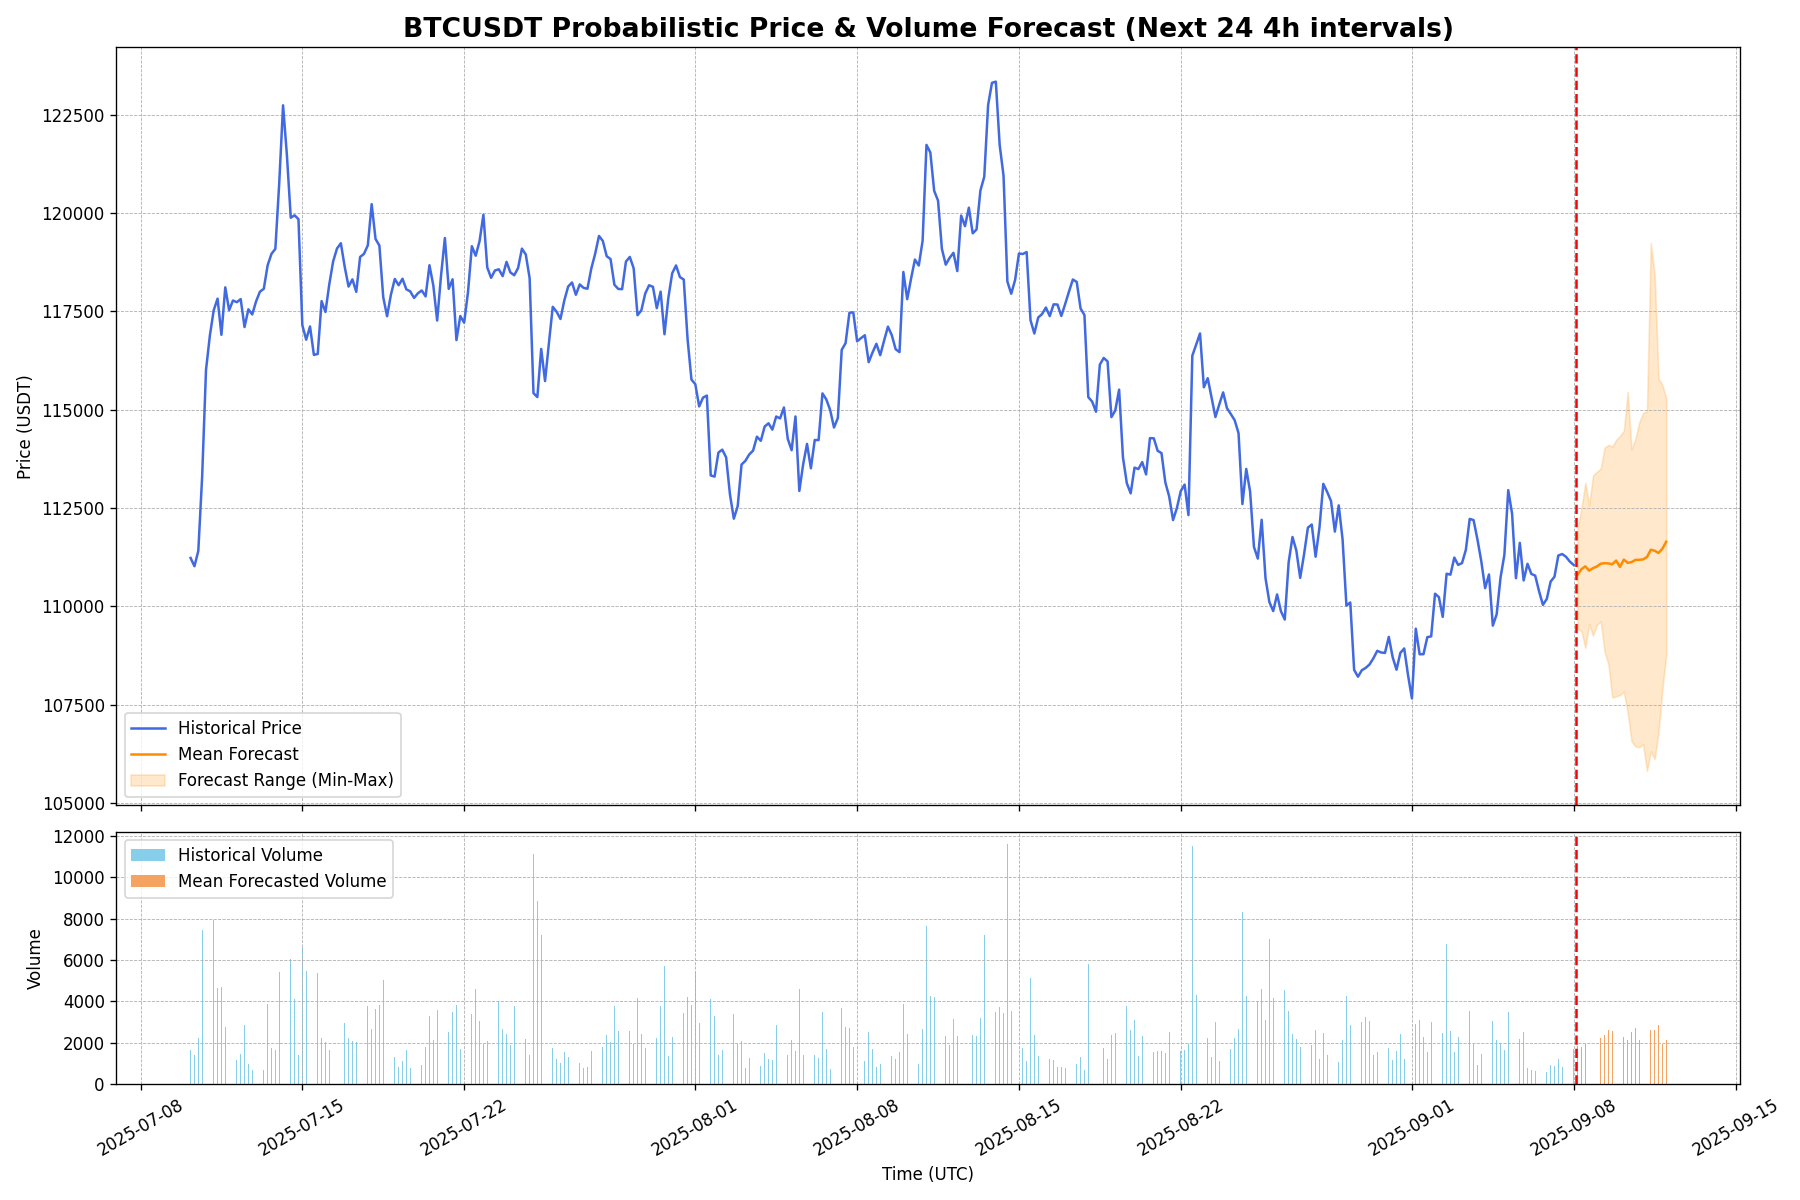 BTCUSDT Probabilistic Price & Volume Forecast (Next 24 4h intervals)
Price (USDT)
122500
120000
117500
115000
112500
110000
107500
105000
Historical Price
Mean Forecast
Forecast Range (Min-Max)
Volume
12000
10000
8000
6000
4000
2000
0
Historical Volume
Mean Forecasted Volume
2025-07-08
2025-07-15
2025-07-22
2025-08-01
2025-08-08
2025-08-15
2025-08-22
2025-09-01
2025-09-08
2025-09-15
Time (UTC)